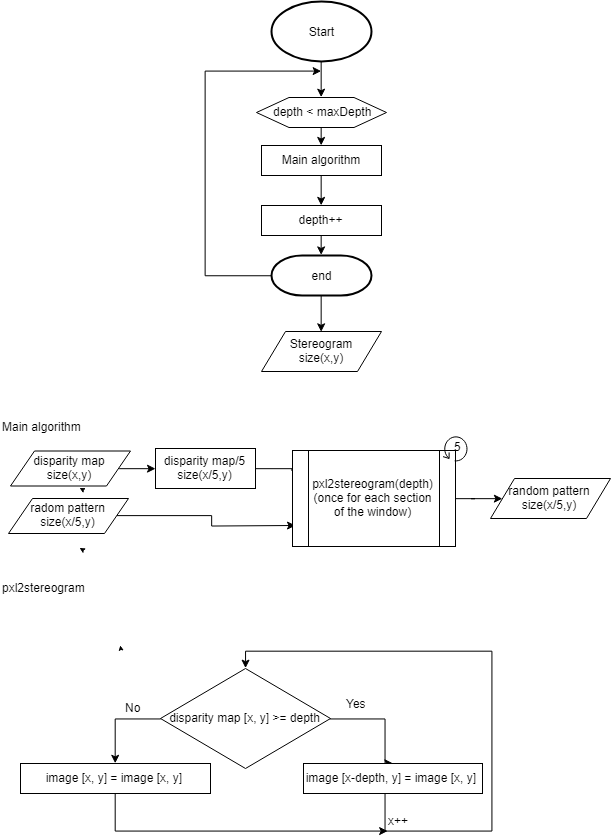 Start
depth < maxDepth
Main algorithm
depth++
end
Stereogram
size(x,y)
Main algorithm
disparity map
size(x,y)
disparity map/5
size(x/5,y)
5
pxl2stereogram(depth)
(once for each section
of the window)
random pattern
size(x/5,y)
radom pattern
size(x/5,y)
pxl2stereogram
No
Yes
disparity map [x, y] >= depth
image [x, y] = image [x, y]
image [x-depth, y] = image [x, y]
x++